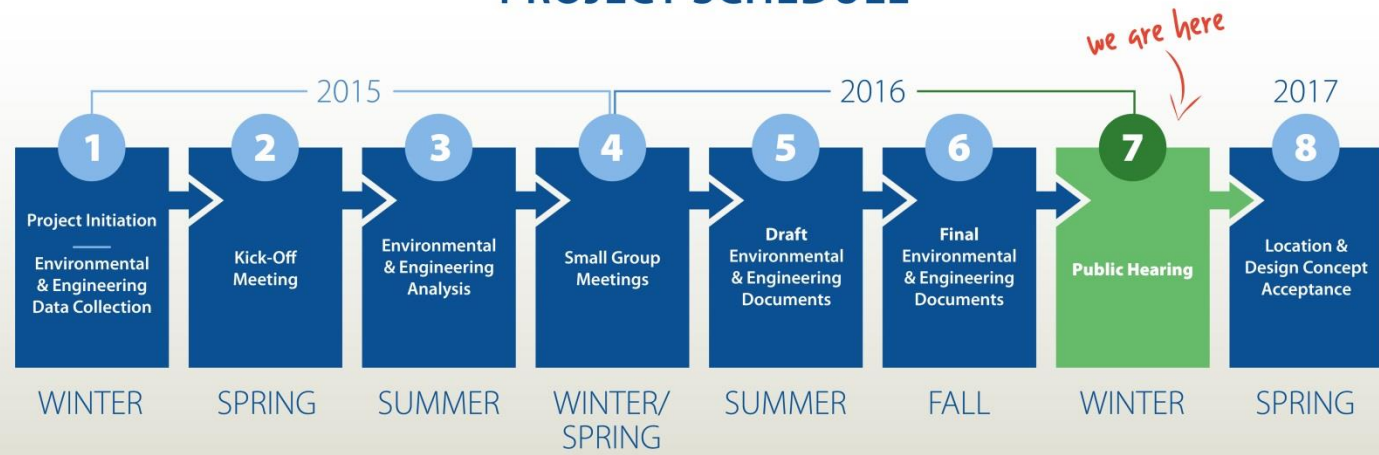 PROJECT SCHEDULE
we are here
2015
2016
2017
1
2
3
4
5
6
7
8
Project Initiation
Environmental
& Engineering
Data Collection
Kick-Off
Meeting
Environmental
& Engineering
Analysis
Small Group
Meetings
Draft
Environmental
& Engineering
Documents
Final
Environmental
& Engineering
Documents
Public Hearing
Location &
Design Concept
Acceptance
WINTER
SPRING
SUMMER
WINTER/
SPRING
SUMMER
FALL
WINTER
SPRING